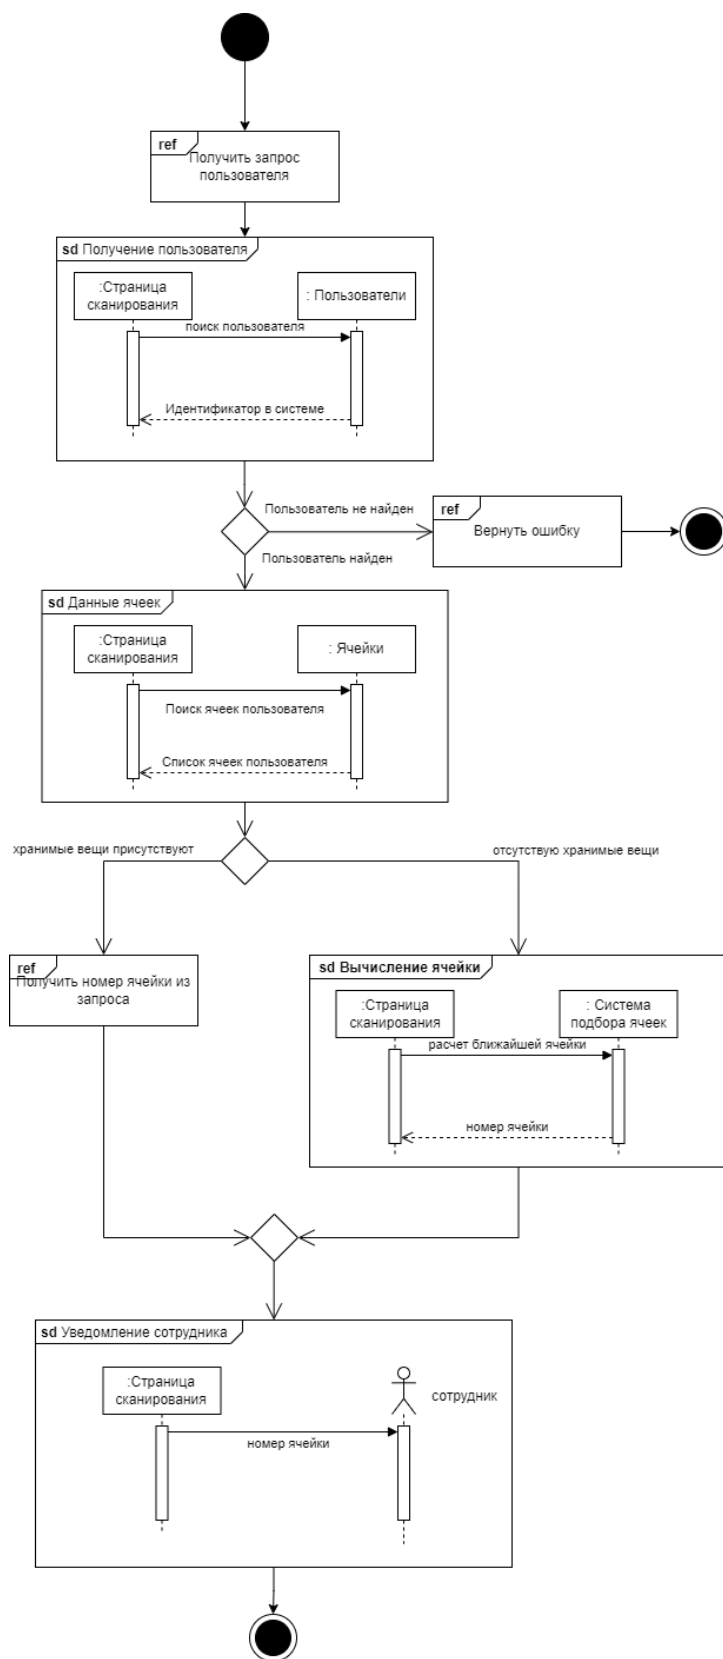 ref
Получить запрос
пользователя
sd Получение пользователя
:Страница
сканирования
: Пользователи
поиск пользователя
Идентификатор в системе
Пользователь не найден
ref
Вернуть ошибку
Пользователь найден
sd Данные ячеек
:Страница
сканирования
: Ячейки
Поиск ячеек пользователя
Список ячеек пользователя
хранимые вещи присутствуют
отсутствую хранимые вещи
ref
Получить номер ячейки из
запроса
sd Вычисление ячейки
:Страница
сканирования
: Система
подбора ячеек
расчет ближайшей ячейки
номер ячейки
sd Уведомление сотрудника
:Страница
сканирования
сотрудник
номер ячейки